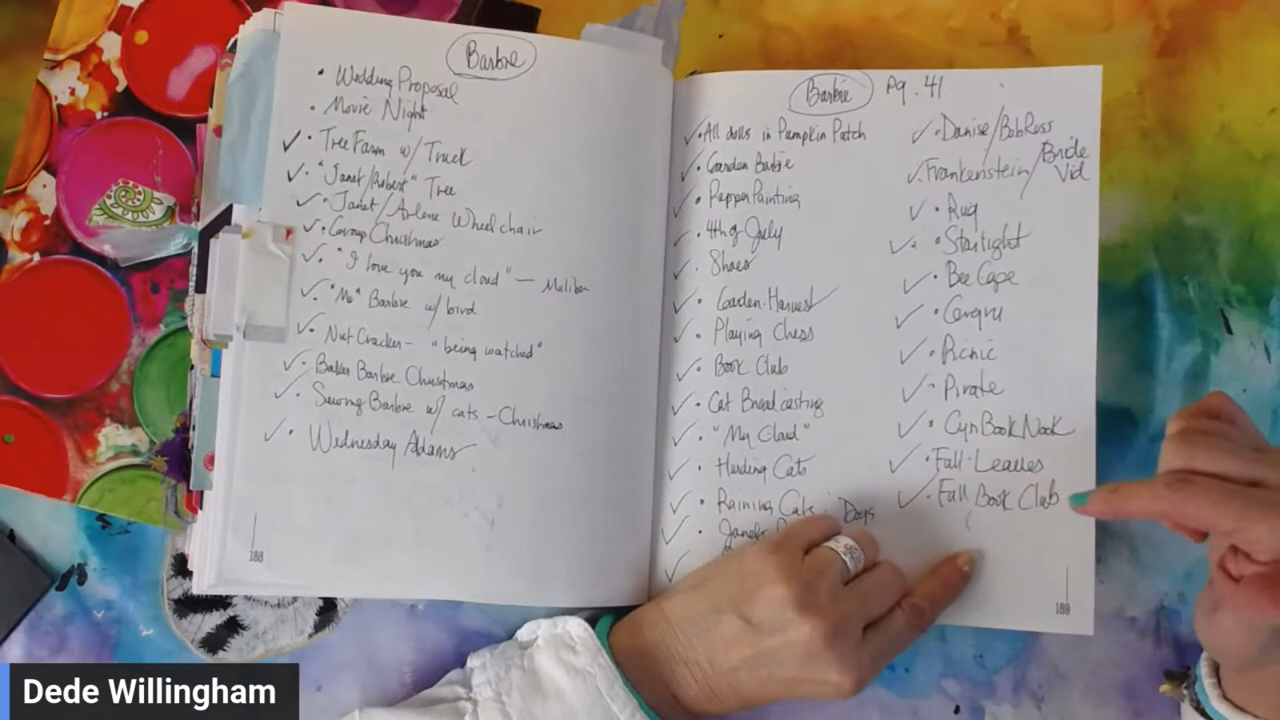 Barbie
• Wedding Proposal
• Movie Night
✓ • Tree Farm w/ Truck
✓ • "Janet/Robert" Tree
✓ • Janet/Arlene Wheelchair
✓ • Group Christmas
✓ • "I love you my cloud" — Malibu
✓ • "Me" Barbie w/ bird
✓ • Nut Cracker - "being watched"
✓ • Baker Barbie Christmas
✓ • Sewing Barbie w/ cats - Christmas
✓ • Wednesday Adams
188
Barbie Pg. 41
✓ • All dolls in Pumpkin Patch
✓ • Garden Barbie
✓ • Pepper Painting
✓ • 4th of July
✓ • Shoes
✓ • Garden-Harvest
✓ • Playing Chess
✓ • Book Club
✓ • Cat Broadcasting
✓ • "My Cloud"
✓ • Herding Cats
✓ • Raining Cats Dogs
✓ • Janet
✓
✓ • Danise/Bob Ross
✓ • Frankenstein/Bride Vid
✓ • Rug
✓ • Starlight
✓ • Bee Cape
✓
✓ • Picnic
✓ • Pirate
✓ • Cyn Book Nook
✓ • Fall Leaves
✓ • Fall Book Club
189
Dede Willingham